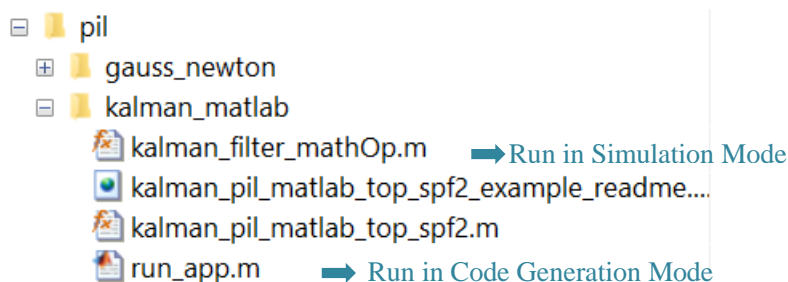 pil
gauss_newton
kalman_matlab
kalman_filter_mathOp.m Run in Simulation Mode
kalman_pil_matlab_top_spf2_example_readme....
kalman_pil_matlab_top_spf2.m
run_app.m Run in Code Generation Mode